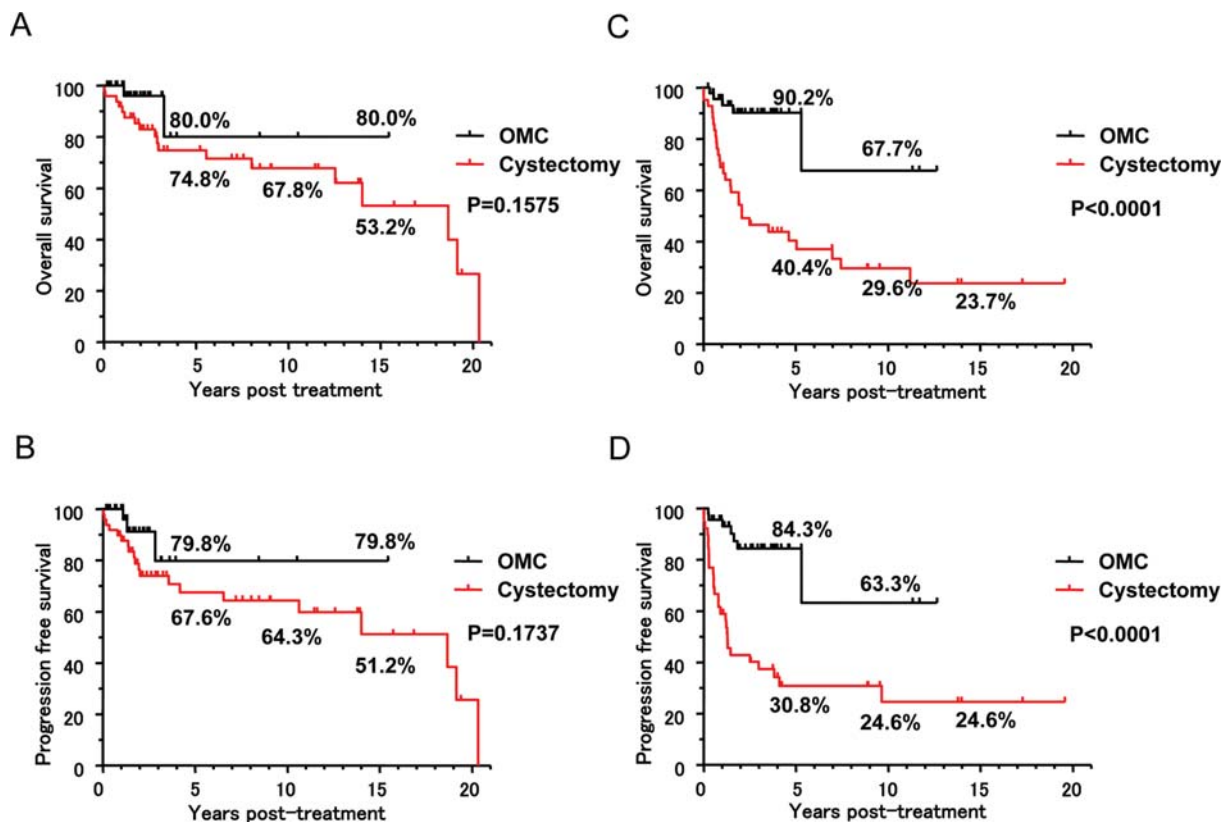 A
Overall survival
100
80
60
40
20
0
80.0%
80.0%
74.8%
67.8%
53.2%
OMC
Cystectomy
P=0.1575
0 5 10 15 20
Years post treatment
C
Overall survival
100
80
60
40
20
0
90.2%
67.7%
40.4%
29.6%
23.7%
OMC
Cystectomy
P<0.0001
0 5 10 15 20
Years post-treatment
B
Progression free survival
100
80
60
40
20
0
79.8%
79.8%
67.6%
64.3%
51.2%
OMC
Cystectomy
P=0.1737
0 5 10 15 20
Years post-treatment
D
Progression free survival
100
80
60
40
20
0
84.3%
63.3%
30.8%
24.6%
24.6%
OMC
Cystectomy
P<0.0001
0 5 10 15 20
Years post-treatment